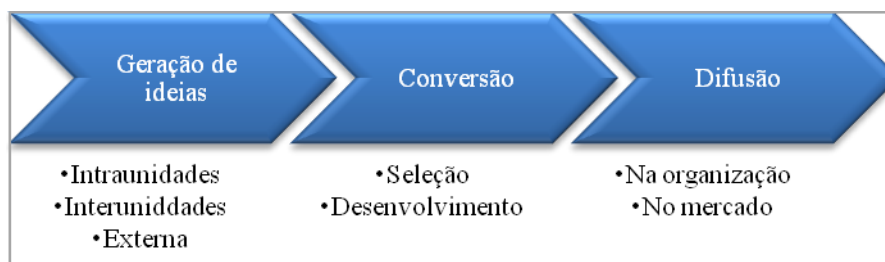 Geração de
ideias
•Intraunidades
•Interuniddades
•Externa
Conversão
•Seleção
•Desenvolvimento
Difusão
•Na organização
•No mercado